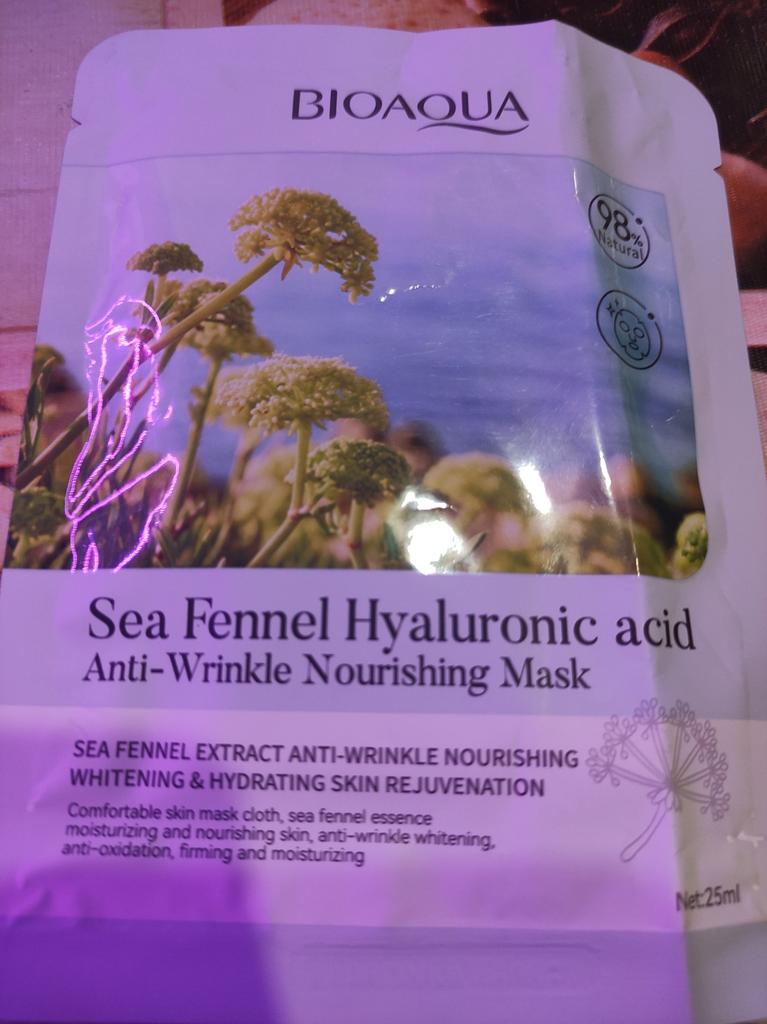 BIOAQUA
98%
Natural
Sea Fennel Hyaluronic acid
Anti-Wrinkle Nourishing Mask
SEA FENNEL EXTRACT ANTI-WRINKLE NOURISHING
WHITENING & HYDRATING SKIN REJUVENATION
Comfortable skin mask cloth, sea fennel essence
moisturizing and nourishing skin, anti-wrinkle whitening,
anti-oxidation, firming and moisturizing
Net:25ml